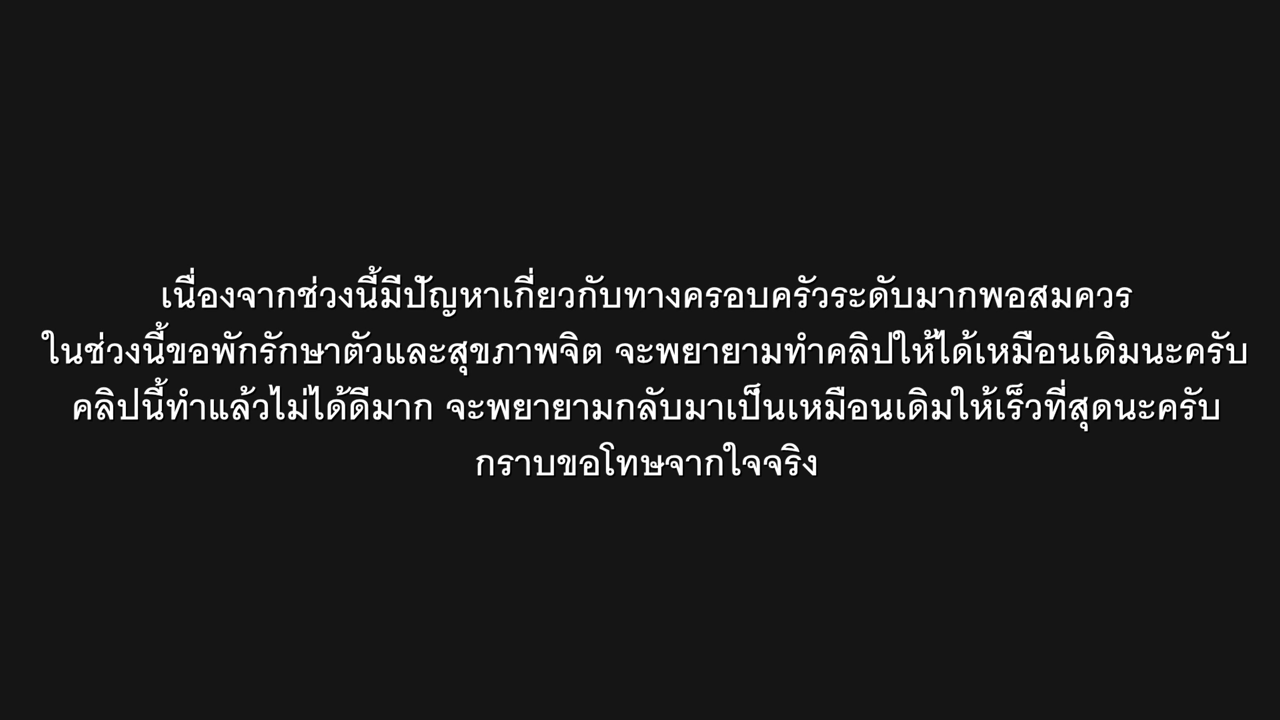 เนื่องจากช่วงนี้มีปัญหาเกี่ยวกับทางครอบครัวระดับมากพอสมควร
ในช่วงนี้ขอพักรักษาตัวและสุขภาพจิต จะพยายามทำคลิปให้ได้เหมือนเดิมนะครับ
คลิปนี้ทำแล้วไม่ได้ดีมาก จะพยายามกลับมาเป็นเหมือนเดิมให้เร็วที่สุดนะครับ
กราบขอโทษจากใจจริง